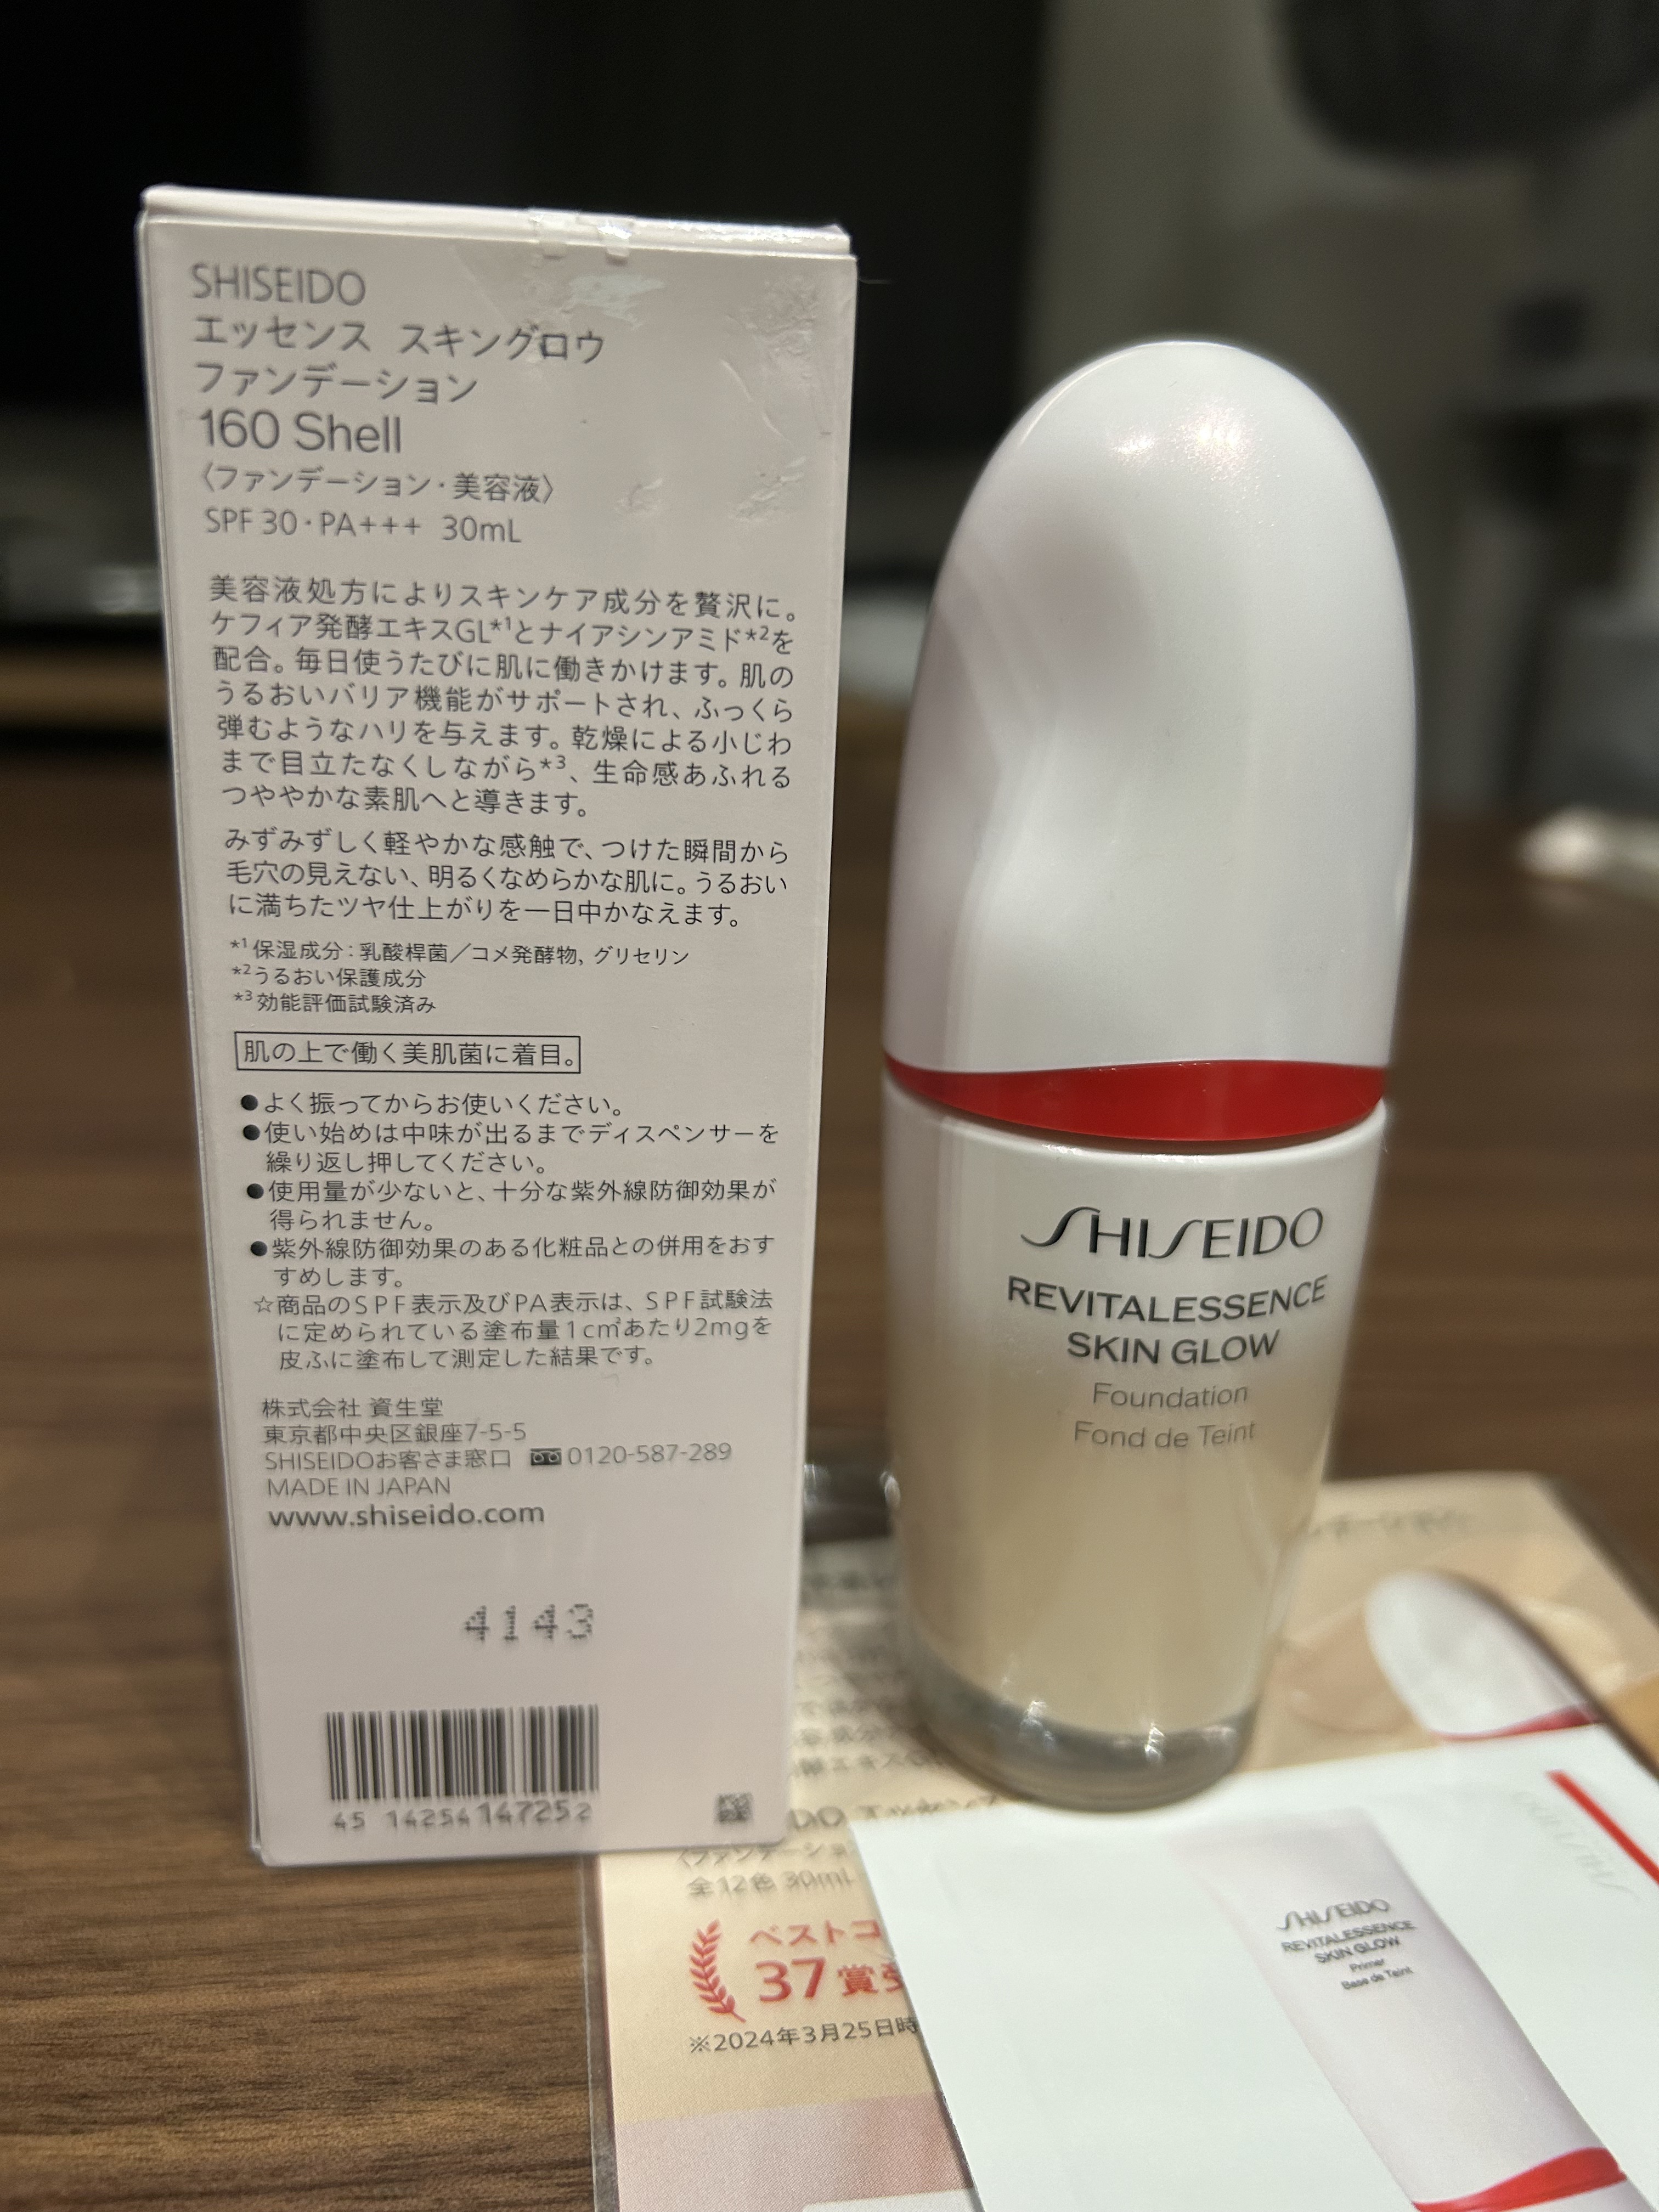 SHISEIDO
エッセンス スキングロウ
ファンデーション
160 Shell
〈ファンデーション・美容液〉
SPF 30・PA+++ 30mL
美容液処方によりスキンケア成分を贅沢に。
ケフィア発酵エキスGL*1とナイアシンアミド*2を
配合。毎日使うたびに肌に働きかけます。肌の
うるおいバリア機能がサポートされ、ふっくら
弾むようなハリを与えます。乾燥による小じわ
まで目立たなくしながら*3、生命感あふれる
つややかな素肌へと導きます。
みずみずしく軽やかな感触で、つけた瞬間から
毛穴の見えない、明るくなめらかな肌に。うるおい
に満ちたツヤ仕上がりを一日中かなえます。
*1保湿成分：乳酸桿菌／コメ発酵物, グリセリン
*2うるおい保護成分
*3効能評価試験済み
肌の上で働く美肌菌に着目。
●よく振ってからお使いください。
●使い始めは中味が出るまでディスペンサーを
繰り返し押してください。
●使用量が少ないと、十分な紫外線防御効果が
得られません。
●紫外線防御効果のある化粧品との併用をおす
すめします。
☆商品のSPF表示及びPA表示は、SPF試験法
に定められている塗布量1c㎡あたり2mgを
皮ふに塗布して測定した結果です。
株式会社 資生堂
東京都中央区銀座7-5-5
SHISEIDOお客さま窓口 0120-587-289
MADE IN JAPAN
www.shiseido.com
4143
45 14254 147252
SHISEIDO
REVITALESSENCE
SKIN GLOW
Foundation
Fond de Teint
全12色 30mL
ベストコ
37賞受
※2024年3月25日時
SHISEIDO
REVITALESSENCE
SKIN GLOW
Primer
Base de Teint